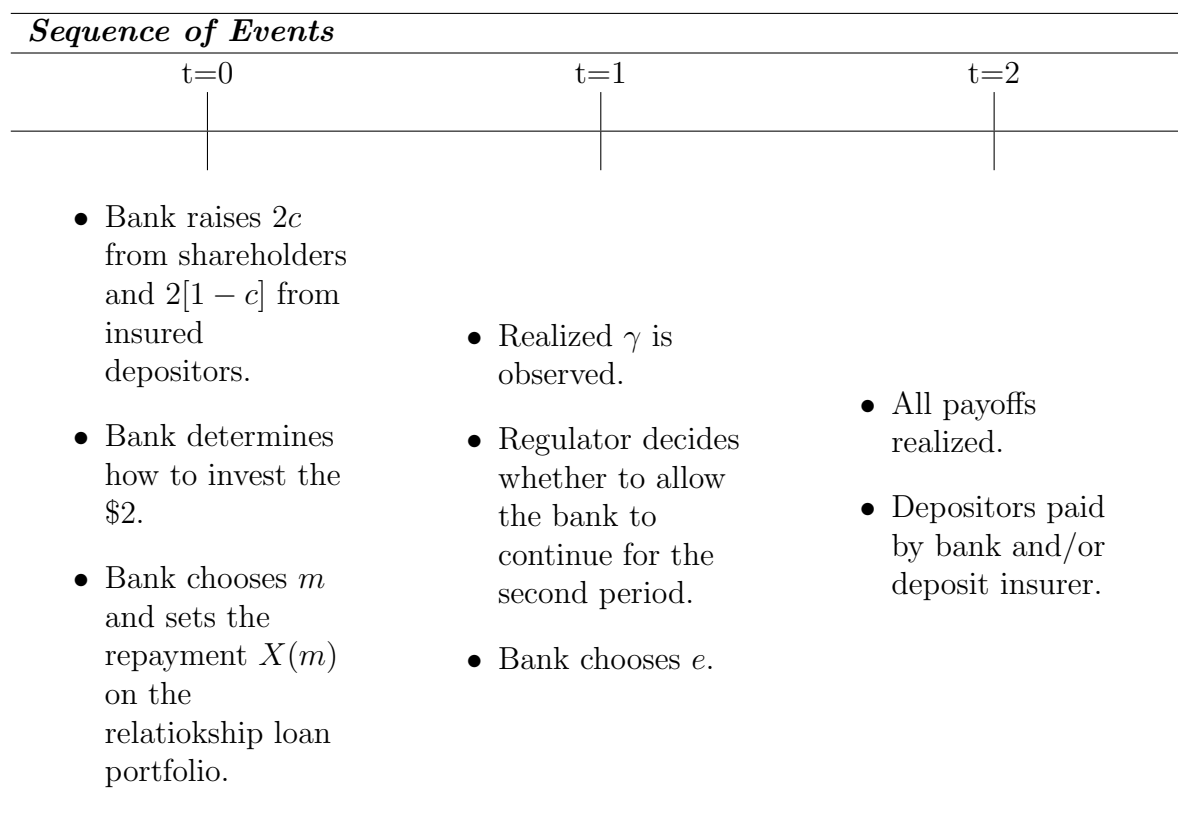 Sequence of Events
t=0 t=1 t=2
• Bank raises 2c
from shareholders
and 2[1 − c] from
insured
depositors.
• Bank determines
how to invest the
$2.
• Bank chooses m
and sets the
repayment X(m)
on the
relatiokship loan
portfolio.
• Realized γ is
observed.
• Regulator decides
whether to allow
the bank to
continue for the
second period.
• Bank chooses e.
• All payoffs
realized.
• Depositors paid
by bank and/or
deposit insurer.